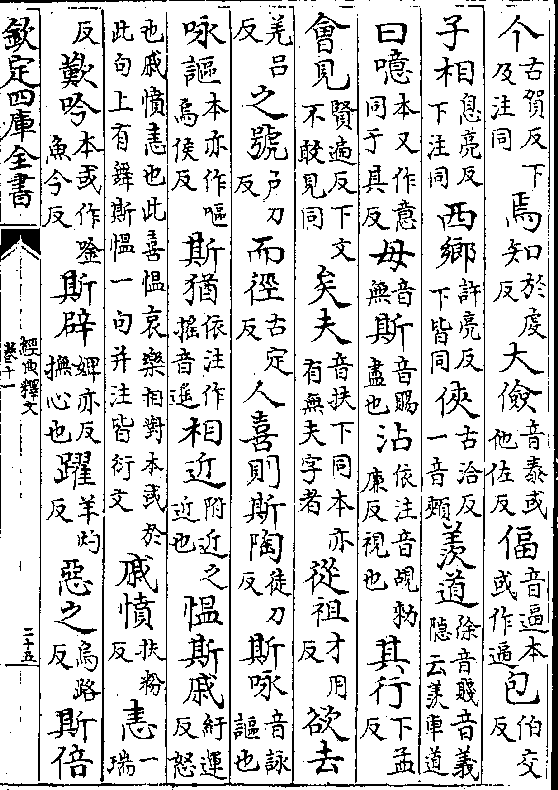 个古賀反下及注同焉知於虔反大儉音泰或他佐反偪音逼本或作逼包伯交反
子相息亮反下注同西鄉許亮反下皆同俠古洽反一音頰羨道徐音賤音義隱云羨車道
曰噫本又作意同于具反毋音無斯音賜盡也沾依注音覘勑廉反視也其行下孟反
會見賢遍反下文不敢見同矣夫音扶下同本亦有無夫字者從祖才用反欲去
羌呂反之號戶刀反而徑古定反人喜則斯陶徒刀反斯咏音詠謳也
咏謳本亦作嘔烏侯反斯猶依注作搖音遥相近附近之近也慍斯戚紆運反怒
也戚憤恚也此喜慍哀樂相對本或於此句上有舞斯慍一句并注皆衍文戚憤扶粉反恚一瑞
反歎吟本或作唫魚今反斯辟婢亦反撫心也躍羊灼反惡之烏路反斯倍
欽定四庫全書
經典釋文
卷十一
二十五